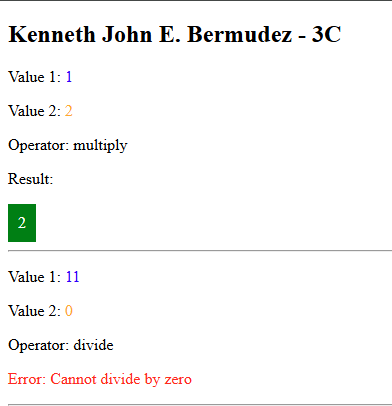 Kenneth John E. Bermudez - 3C
Value 1: 1
Value 2: 2
Operator: multiply
Result:
2
Value 1: 11
Value 2: 0
Operator: divide
Error: Cannot divide by zero